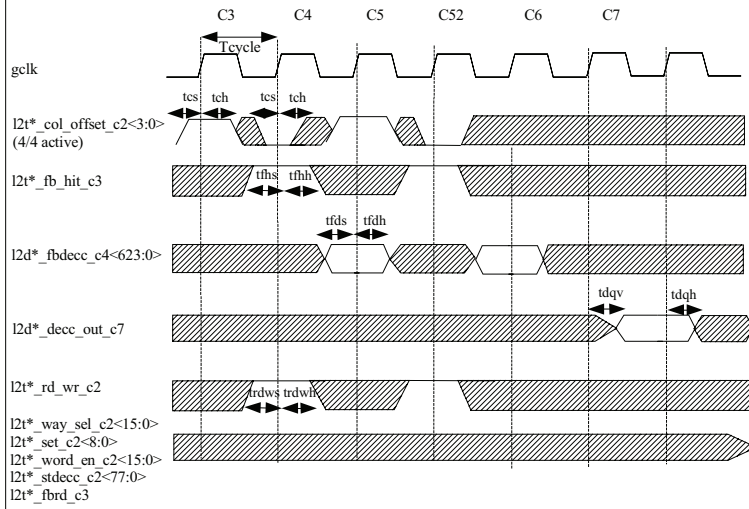 C3 C4 C5 C52 C6 C7
Tcycle
gclk
tcs tch tcs tch
l2t*_col_offset_c2<3:0>
(4/4 active)
l2t*_fb_hit_c3
tfhs tfhh
tfds tfdh
l2d*_fbdecc_c4<623:0>
tdqv tdqh
l2d*_decc_out_c7
l2t*_rd_wr_c2
trdws trdwh
l2t*_way_sel_c2<15:0>
l2t*_set_c2<8:0>
l2t*_word_en_c2<15:0>
l2t*_stdecc_c2<77:0>
l2t*_fbrd_c3